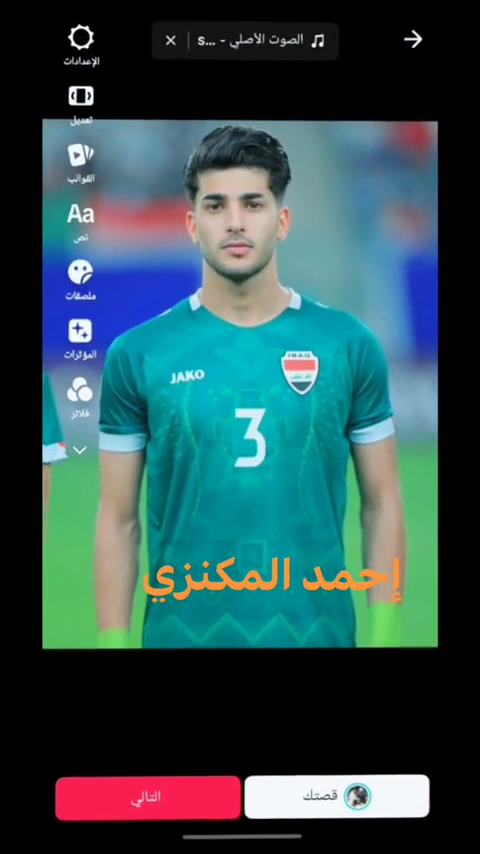 الصوت الأصلي - s...
الإعدادات
تعديل
القوالب
Aa
نص
ملصقات
المؤثرات
فلاتر
JAKO
IRAQ
3
إحمد المكنزي
قصتك
التالي